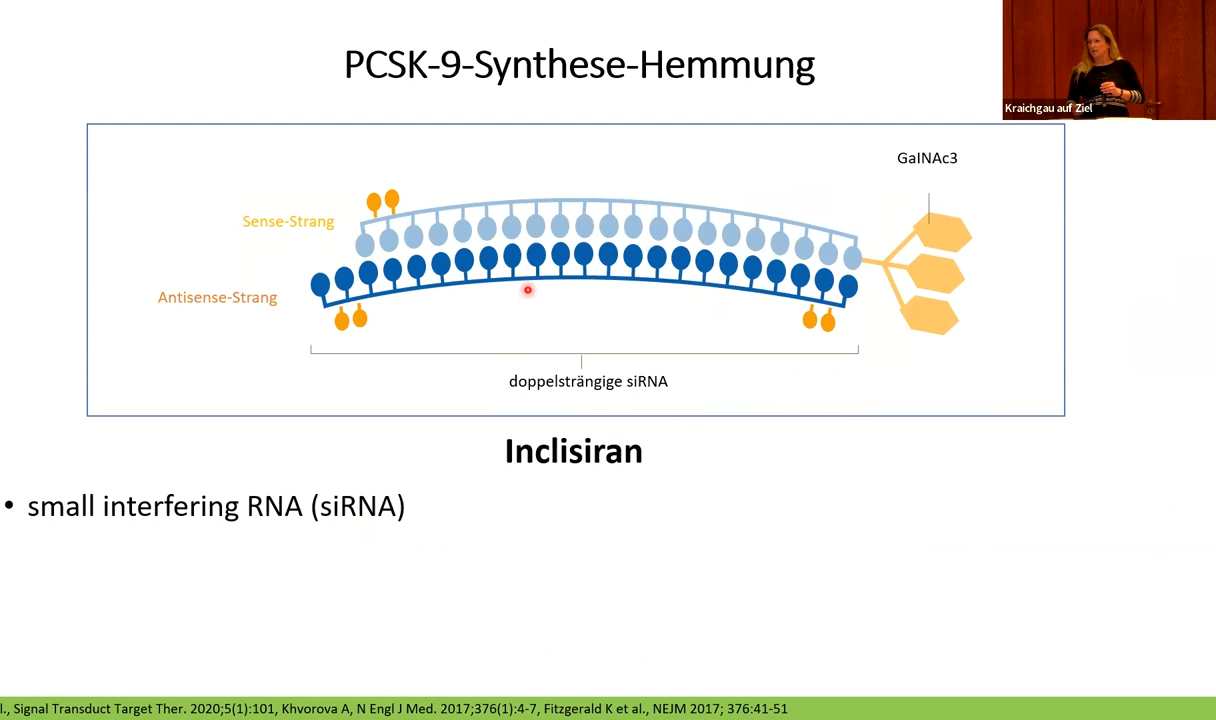 PCSK-9-Synthese-Hemmung
Kraichgau auf Ziel
GalNAc3
Sense-Strang
Antisense-Strang
doppelsträngige siRNA
Inclisiran
• small interfering RNA (siRNA)
l., Signal Transduct Target Ther. 2020;5(1):101, Khvorova A, N Engl J Med. 2017;376(1):4-7, Fitzgerald K et al., NEJM 2017; 376:41-51